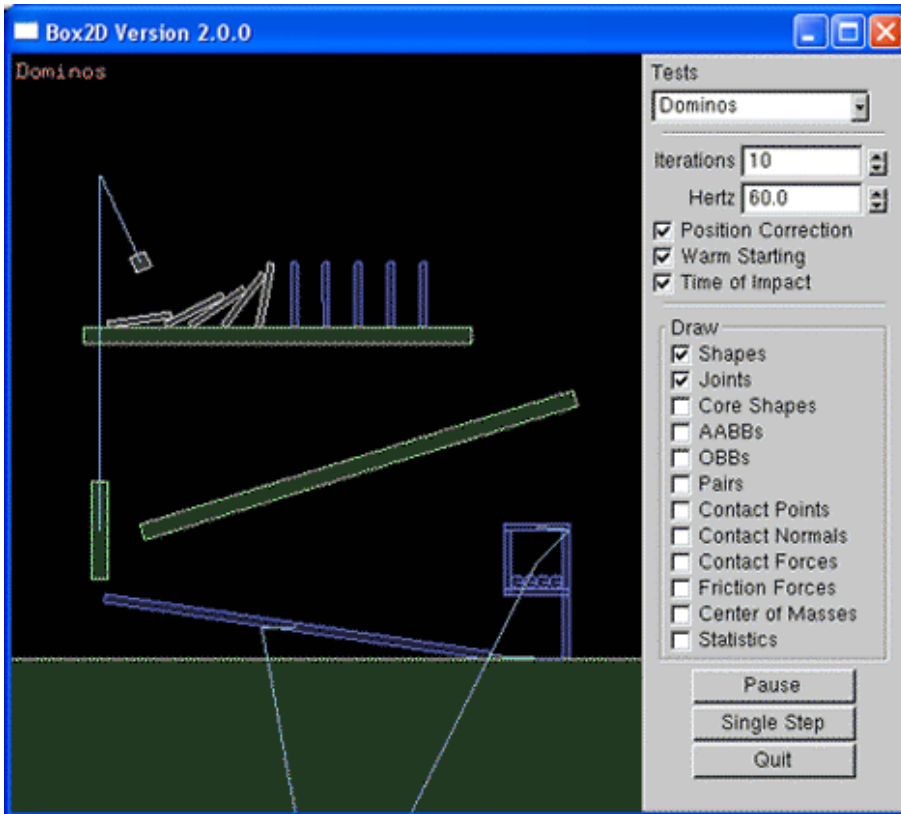 Box2D Version 2.0.0
Dominos
Tests
Dominos
Iterations 10
Hertz 60.0
Position Correction
Warm Starting
Time of Impact
Draw
Shapes
Joints
Core Shapes
AABBs
OBBs
Pairs
Contact Points
Contact Normals
Contact Forces
Friction Forces
Center of Masses
Statistics
Pause
Single Step
Quit